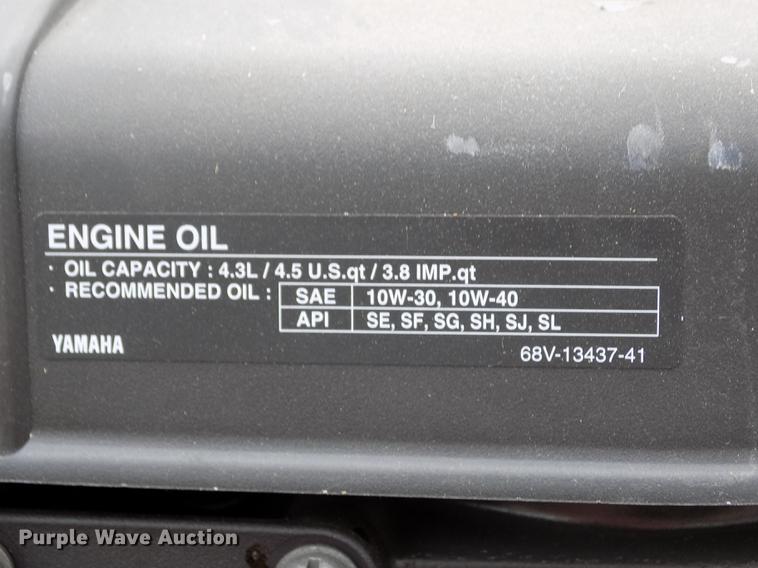 ENGINE OIL
· OIL CAPACITY : 4.3L / 4.5 U.S.qt / 3.8 IMP.qt
· RECOMMENDED OIL : SAE 10W-30, 10W-40
API SE, SF, SG, SH, SJ, SL
YAMAHA 68V-13437-41
Purple Wave Auction